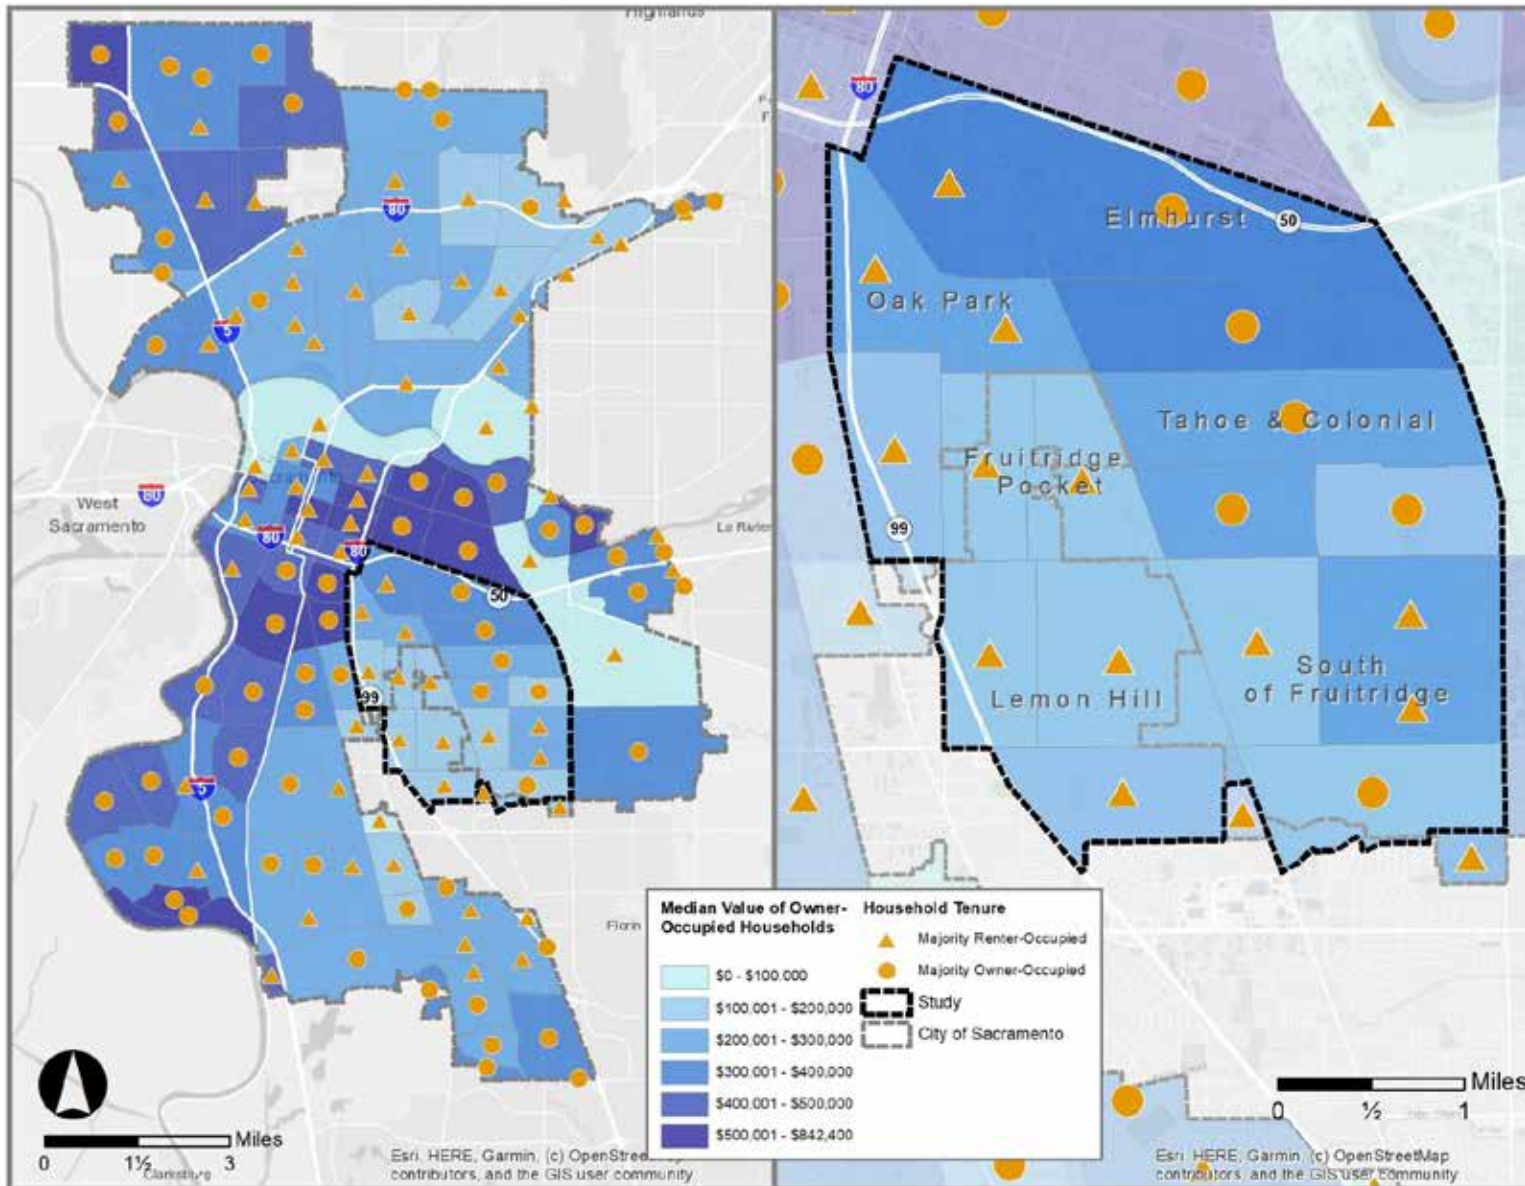 Highlands
80
80
5
West
Sacramento
80
80
80
La Rivier
50
99
5
Florin
Miles
0 1½ 3
Clarksburg
Esri, HERE, Garmin, (c) OpenStreetMap
contributors, and the GIS user community
80
Elmhurst
50
Oak Park
Tahoe & Colonial
Fruitridge
Pocket
99
South
of Fruitridge
Lemon Hill
Median Value of Owner-
Occupied Households
$0 - $100.000
$100.001 - $200,000
$200.001 - $300,000
$300.001 - $400,000
$400.001 - $500,000
$500.001 - $842,400
Household Tenure
Majority Renter-Occupied
Majority Owner-Occupied
Study
City of Sacramento
Miles
0 ½ 1
Esri, HERE, Garmin, (c) OpenStreetMap
contributors, and the GIS user community